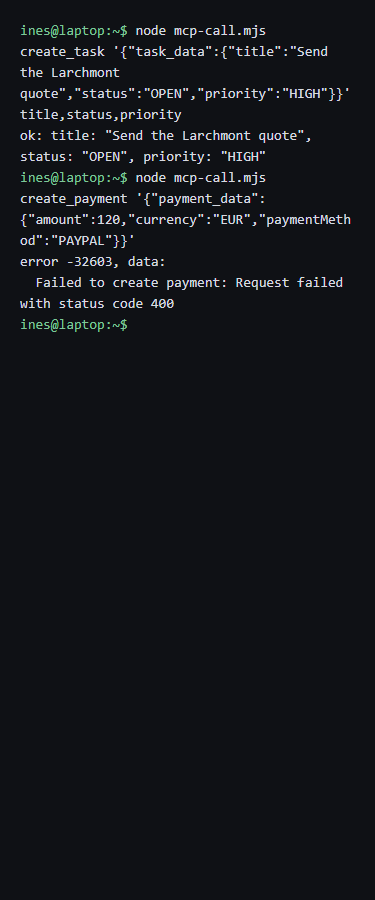 ines@laptop:~$ node mcp-call.mjs
create_task '{"task_data":{"title":"Send
the Larchmont
quote","status":"OPEN","priority":"HIGH"}}'
title,status,priority
ok: title: "Send the Larchmont quote",
status: "OPEN", priority: "HIGH"
ines@laptop:~$ node mcp-call.mjs
create_payment '{"payment_data":
{"amount":120,"currency":"EUR","paymentMeth
od":"PAYPAL"}}'
error -32603, data:
  Failed to create payment: Request failed
with status code 400
ines@laptop:~$